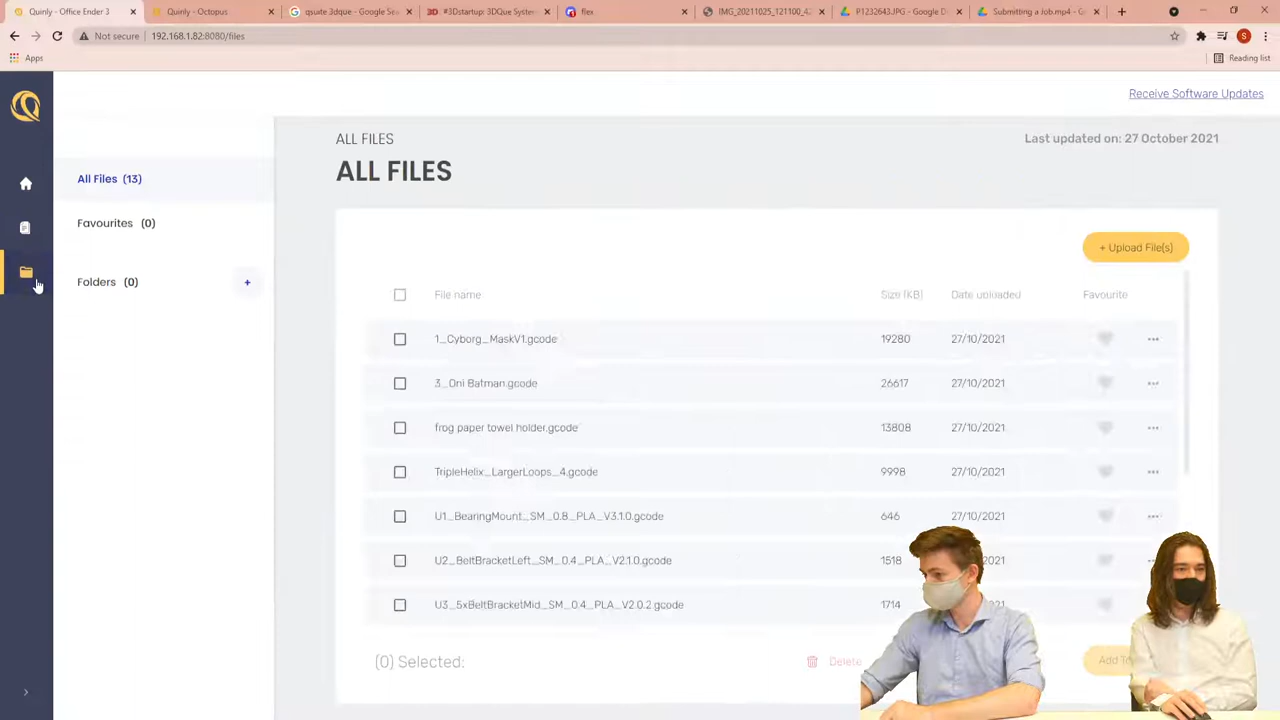 Quinly - Office Ender 3
Quinly - Octopus
qsuite 3dque - Google Se
#3Dstartup: 3DQue System
flex
IMG_20211025_121100_42
P1232643.JPG - Google D
Submitting a Job.mp4 - G
Not secure
192.168.1.82:8080/files
S
Apps
Reading list
Receive Software Updates
ALL FILES
Last updated on: 27 October 2021
ALL FILES
All Files (13)
Favourites (0)
Folders (0)
+
+ Upload File(s)
File name Size (KB) Date uploaded Favourite
1_Cyborg_MaskV1.gcode 19280 27/10/2021
3_Oni Batman.gcode 26617 27/10/2021
frog paper towel holder.gcode 13808 27/10/2021
TripleHelix_LargerLoops_4.gcode 9998 27/10/2021
U1_BearingMount_SM_0.8_PLA_V3.1.0.gcode 646 27/10/2021
U2_BeltBracketLeft_SM_0.4_PLA_V2.1.0.gcode 1518
U3_5xBeltBracketMid_SM_0.4_PLA_V2.0.2.gcode 1714
(0) Selected:
Delete
Add